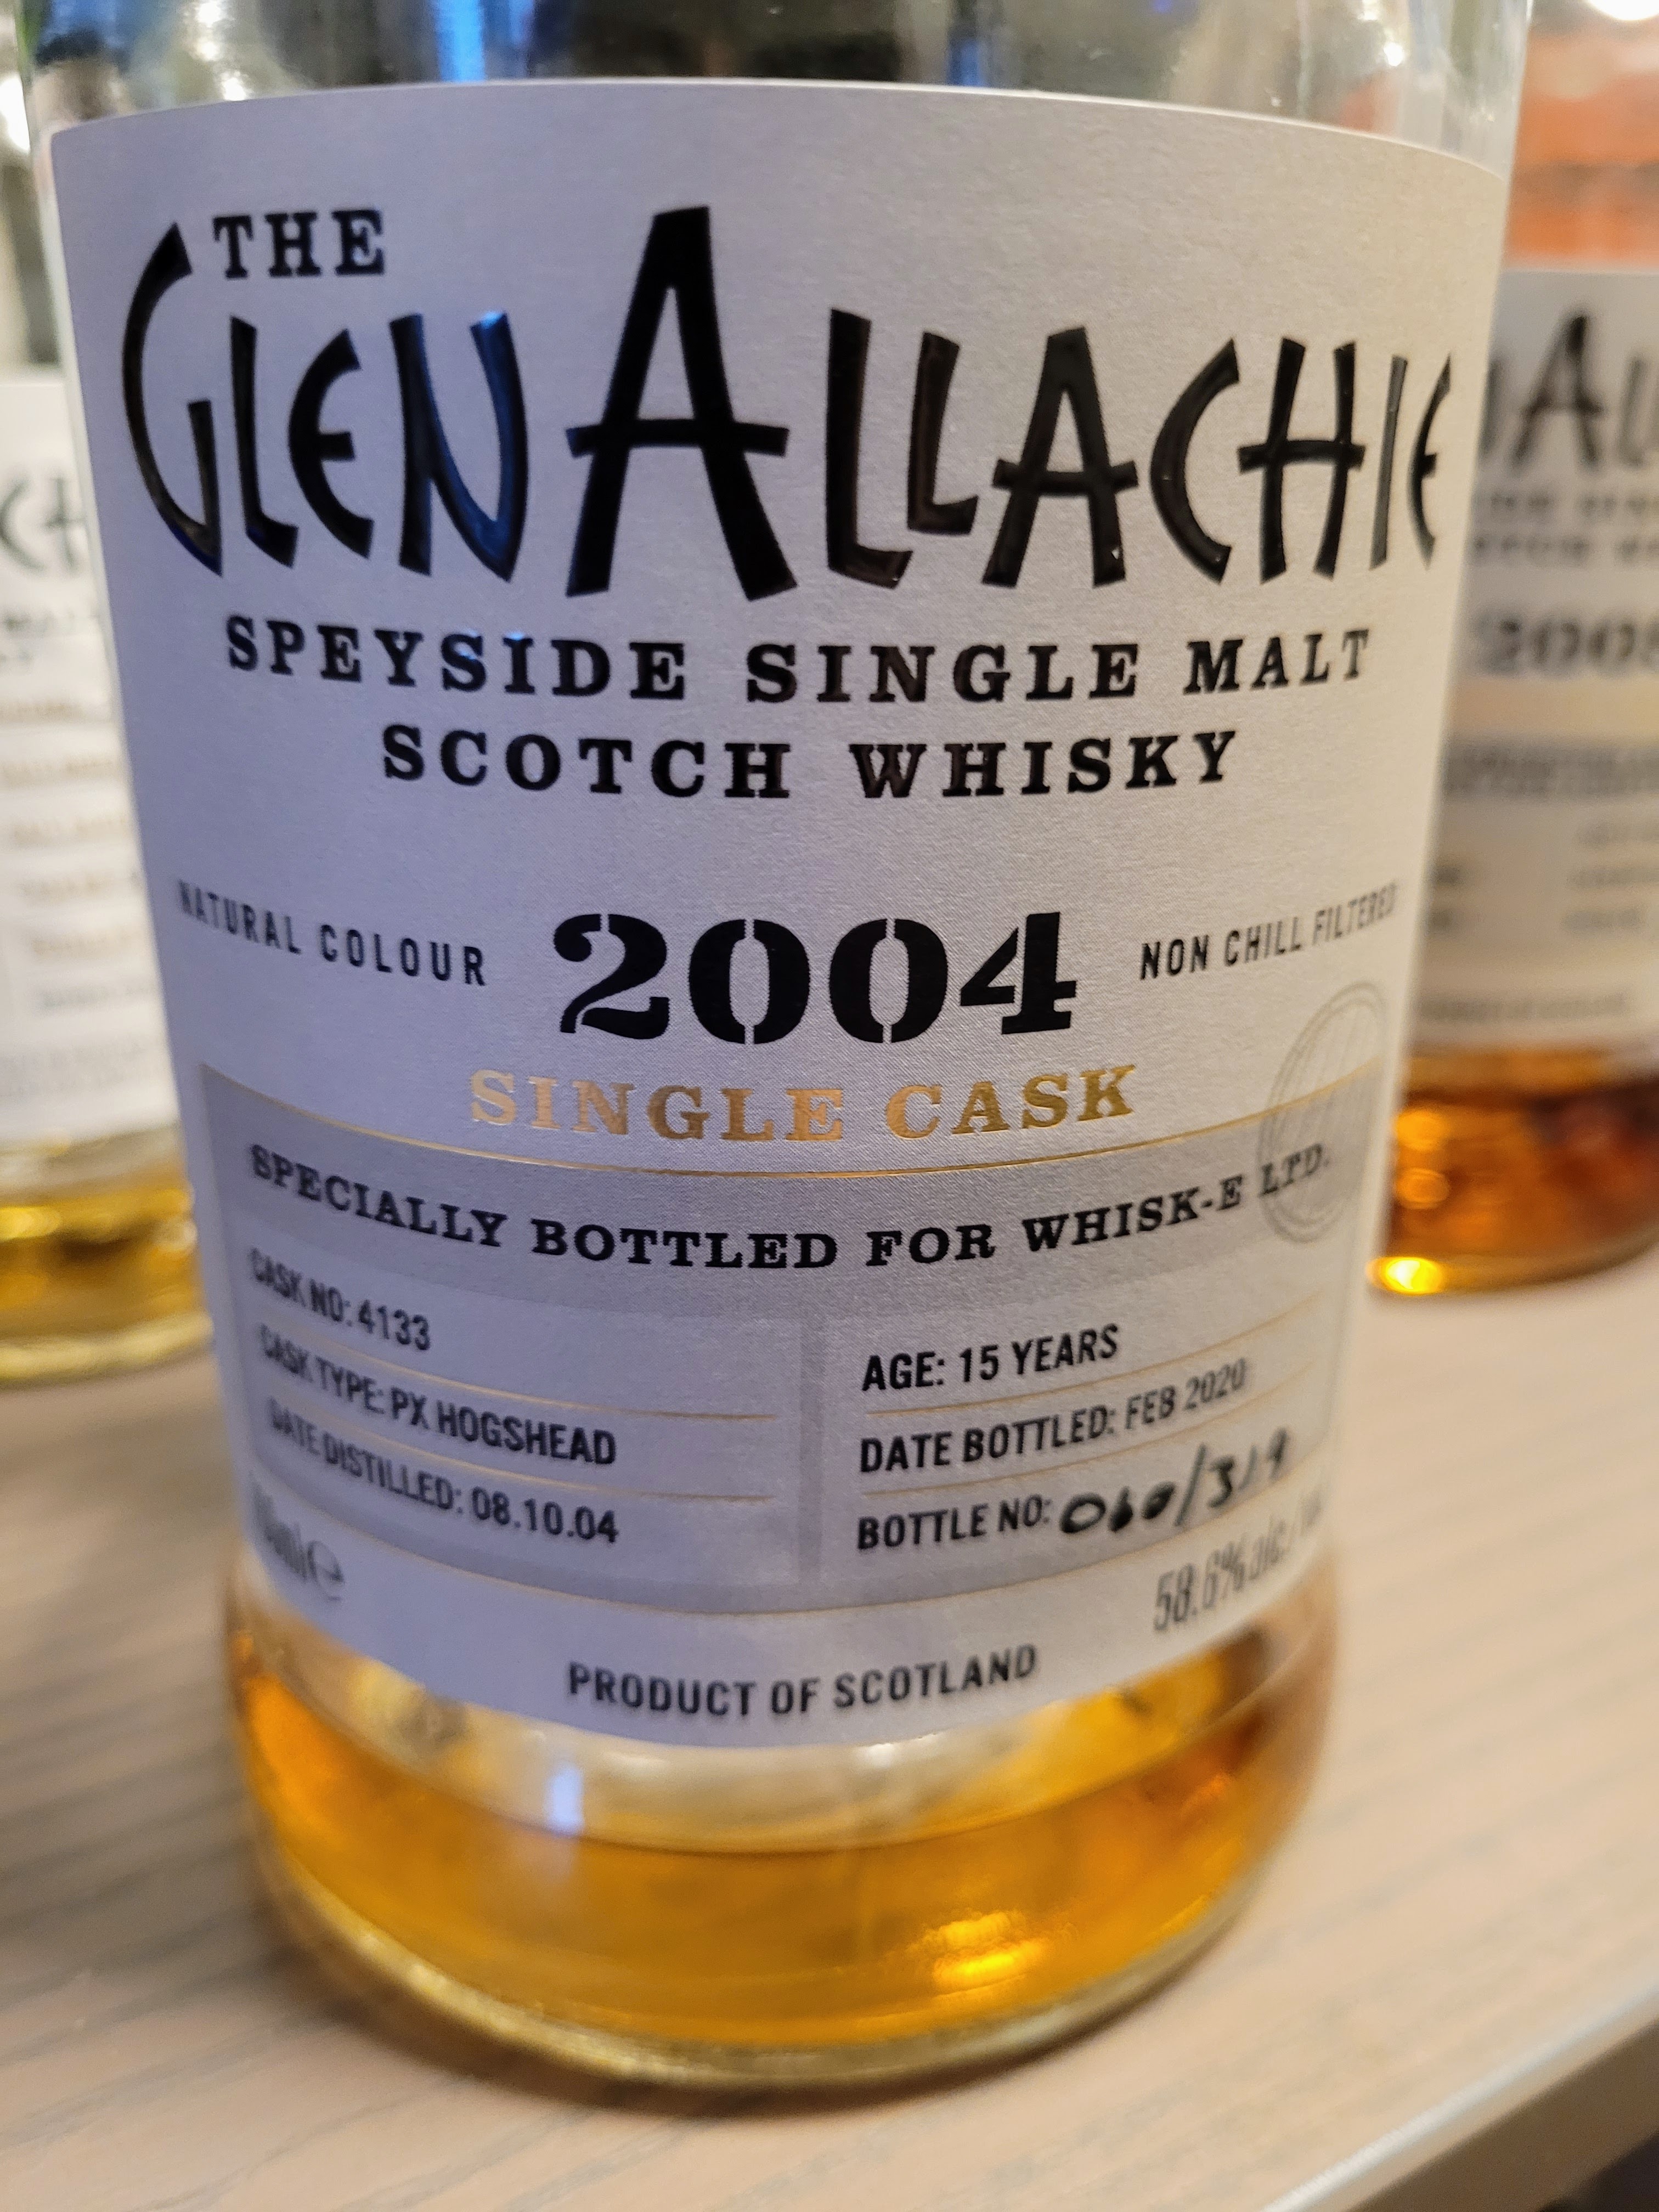 THE
GLENALLACHIE
SPEYSIDE SINGLE MALT
SCOTCH WHISKY
NATURAL COLOUR
2004
NON CHILL FILTERED
SINGLE CASK
SPECIALLY BOTTLED FOR WHISK-E LTD.
CASK NO: 4133
CASK TYPE: PX HOGSHEAD
DATE DISTILLED: 08.10.04
AGE: 15 YEARS
DATE BOTTLED: FEB 2020
BOTTLE NO: 060/319
58.6% alc.
PRODUCT OF SCOTLAND